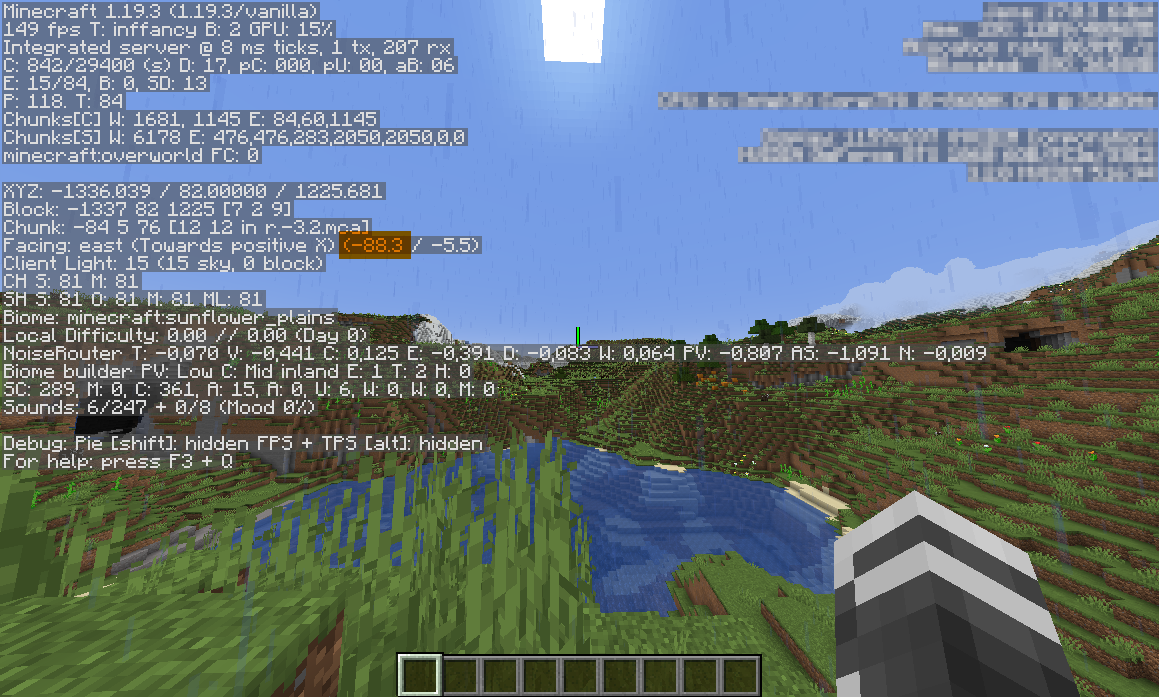 Minecraft 1.19.3 (1.19.3/vanilla)
149 fps T: inffancy B: 2 GPU: 15%
Integrated server @ 8 ms ticks, 1 tx, 207 rx
C: 842/29400 (s) D: 17, pC: 000, pU: 00, aB: 06
E: 15/84, B: 0, SD: 13
P: 118. T: 84
Chunks[C] W: 1681, 1145 E: 84,60,1145
Chunks[S] W: 6178 E: 476,476,283,2050,2050,0,0
minecraft:overworld FC: 0
XYZ: -1336.039 / 82.00000 / 1225.681
Block: -1337 82 1225 [7 2 9]
Chunk: -84 5 76 [12 12 in r.-3.2.mca]
Facing: east (Towards positive X) (-88.3 / -5.5)
Client Light: 15 (15 sky, 0 block)
CH S: 81 M: 81
SH S: 81 O: 81 M: 81 ML: 81
Biome: minecraft:sunflower_plains
Local Difficulty: 0.00 // 0.00 (Day 0)
NoiseRouter T: -0,070 V: -0,441 C: 0,125 E: -0,391 D: -0,083 W: 0,064 PV: -0,807 AS: -1,091 N: -0,009
Biome builder PV: Low C: Mid inland E: 1 T: 2 H: 0
SC: 289, M: 0, C: 361, A: 15, A: 0, U: 6, W: 0, W: 0, M: 0
Sounds: 6/247 + 0/8 (Mood 0%)
Debug: Pie [shift]: hidden FPS + TPS [alt]: hidden
For help: press F3 + Q